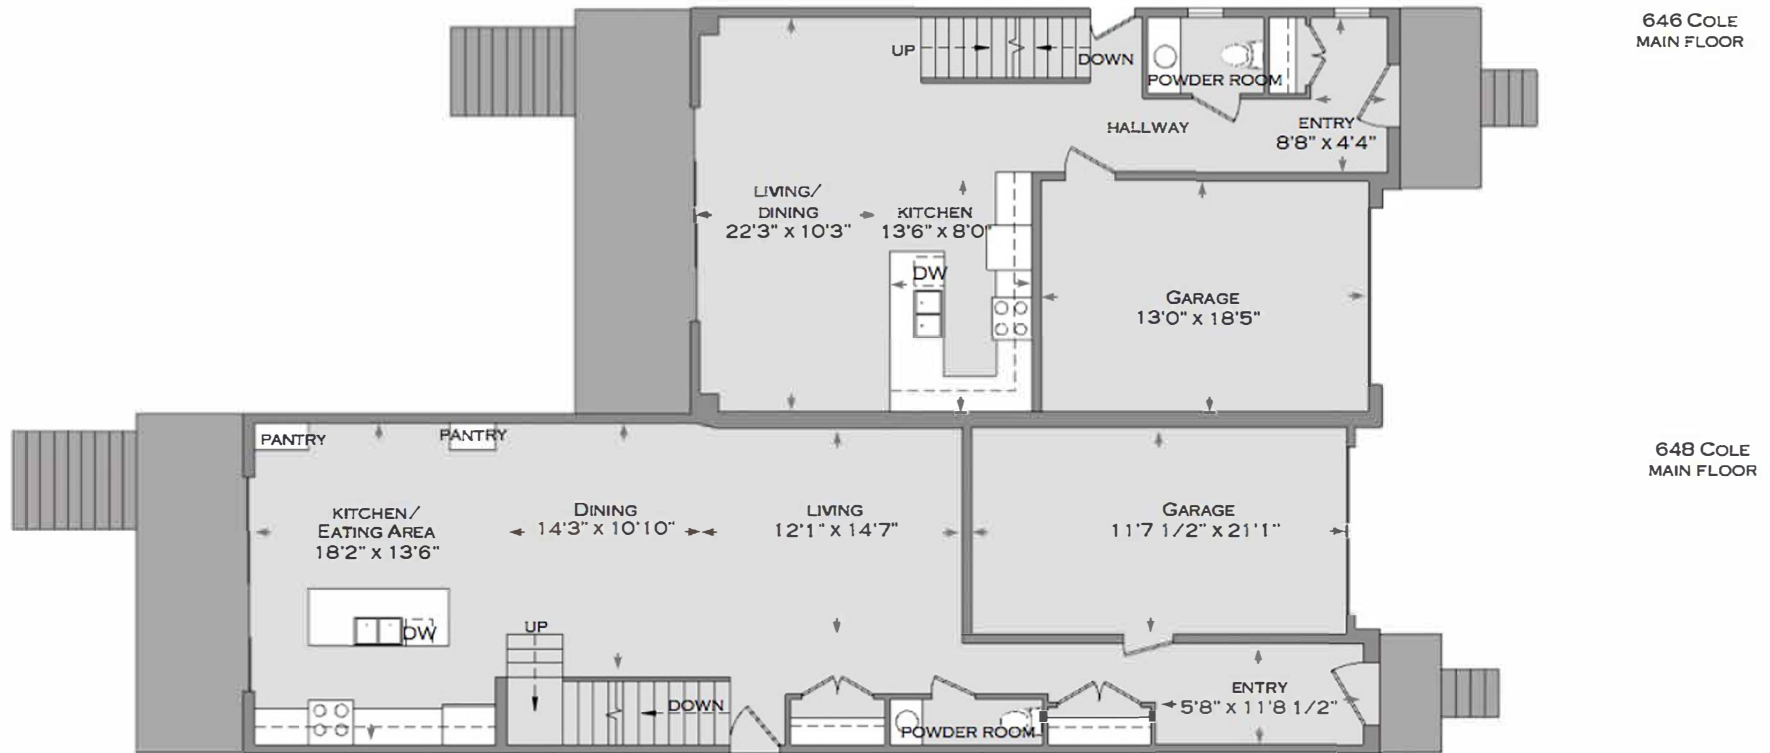 646 COLE
MAIN FLOOR
UP
DOWN
POWDER ROOM
HALLWAY
ENTRY
8'8" X 4'4"
LIVING/
DINING
22'3" X 10'3"
KITCHEN
13'6" X 8'0"
DW
GARAGE
13'0" X 18'5"
648 COLE
MAIN FLOOR
PANTRY
PANTRY
KITCHEN/
EATING AREA
18'2" X 13'6"
DINING
14'3" X 10'10"
LIVING
12'1" X 14'7"
GARAGE
11'7 1/2" X 21'1"
DW
UP
DOWN
POWDER ROOM
ENTRY
5'8" X 11'8 1/2"